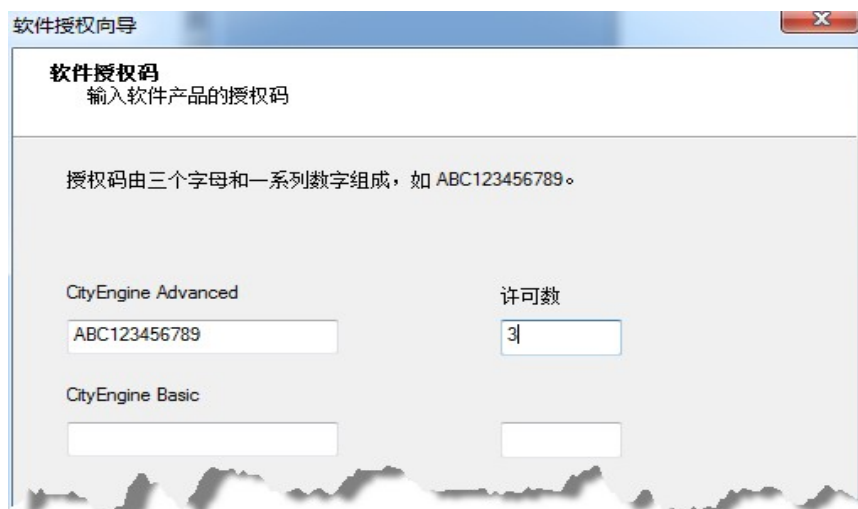 软件授权向导
软件授权码
输入软件产品的授权码
授权码由三个字母和一系列数字组成，如 ABC123456789。
CityEngine Advanced 许可数
ABC123456789 3
CityEngine Basic